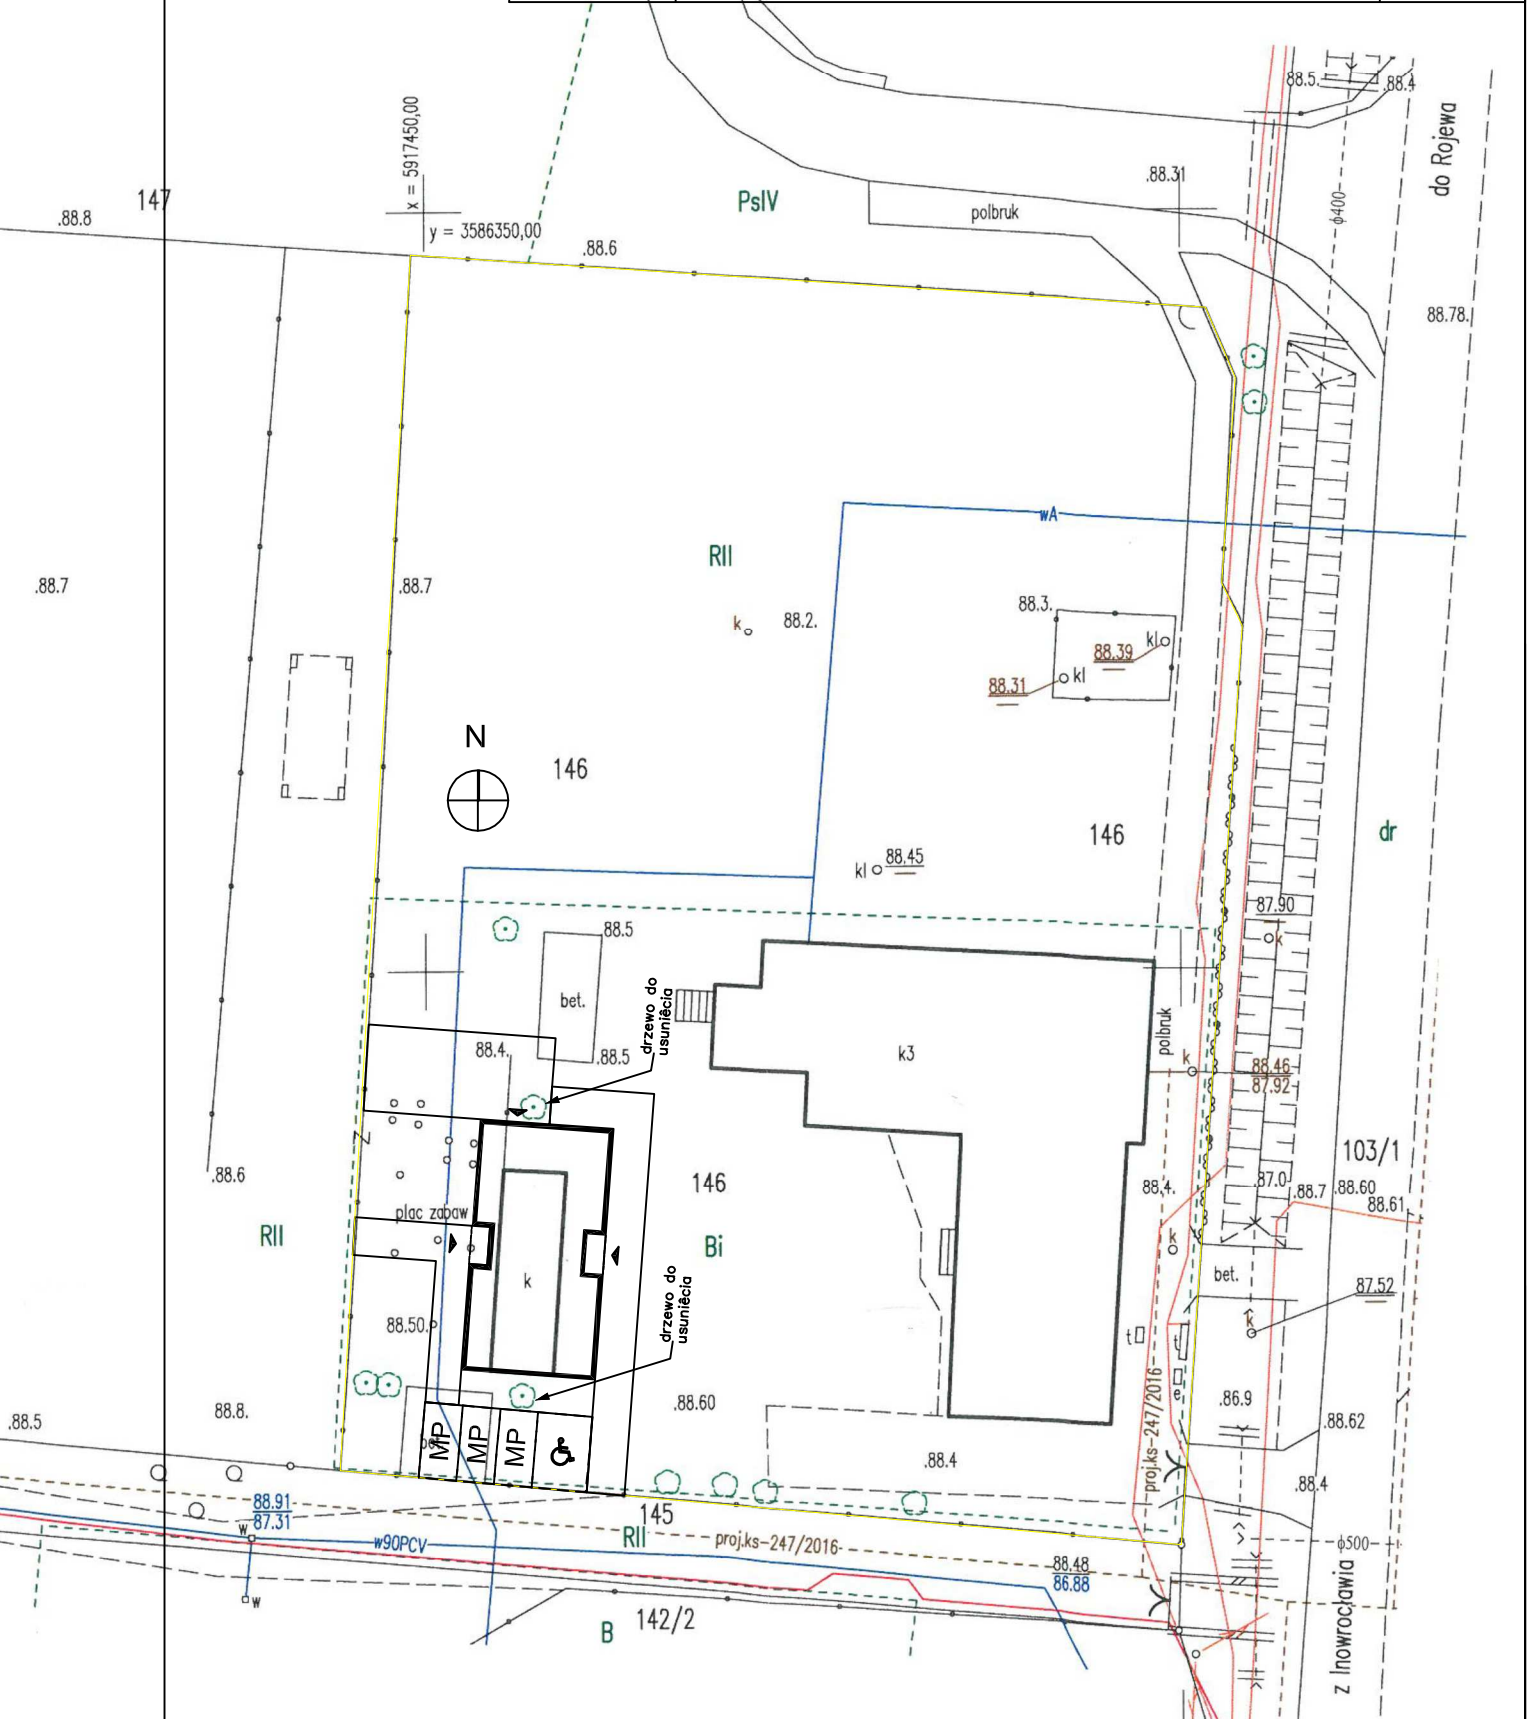 88.5.
.88.4
do Rojewa
x = 5917450,00
147
.88.8
y = 3586350,00
.88.6
PsIV
.88.31
polbruk
ϕ400
88.78.
wA
RII
.88.7
.88.7
k
88.2.
88.3.
kl
88.39
kl
88.31
N
146
146
dr
kl
88.45
87.90
k
88.5
bet.
drzewo do
usuniêcia
polbruk
k3
88.4.
.88.5
k
88.46
87.92
103/1
.88.6
146
88.4.
87.0
.88.7
.88.60
88.61
plac zabaw
RII
Bi
k
k
bet.
87.52
drzewo do
usuniêcia
88.50.
k
t
t
e
proj.ks-247/2016
86.9
.88.5
88.8.
.88.60
.88.62
MP
MP
MP
.88.4
.88.4
88.91
87.31
w
145
RII
w90PCV
proj.ks-247/2016
ϕ500
88.48
86.88
w
B
142/2
z Inowrocławia